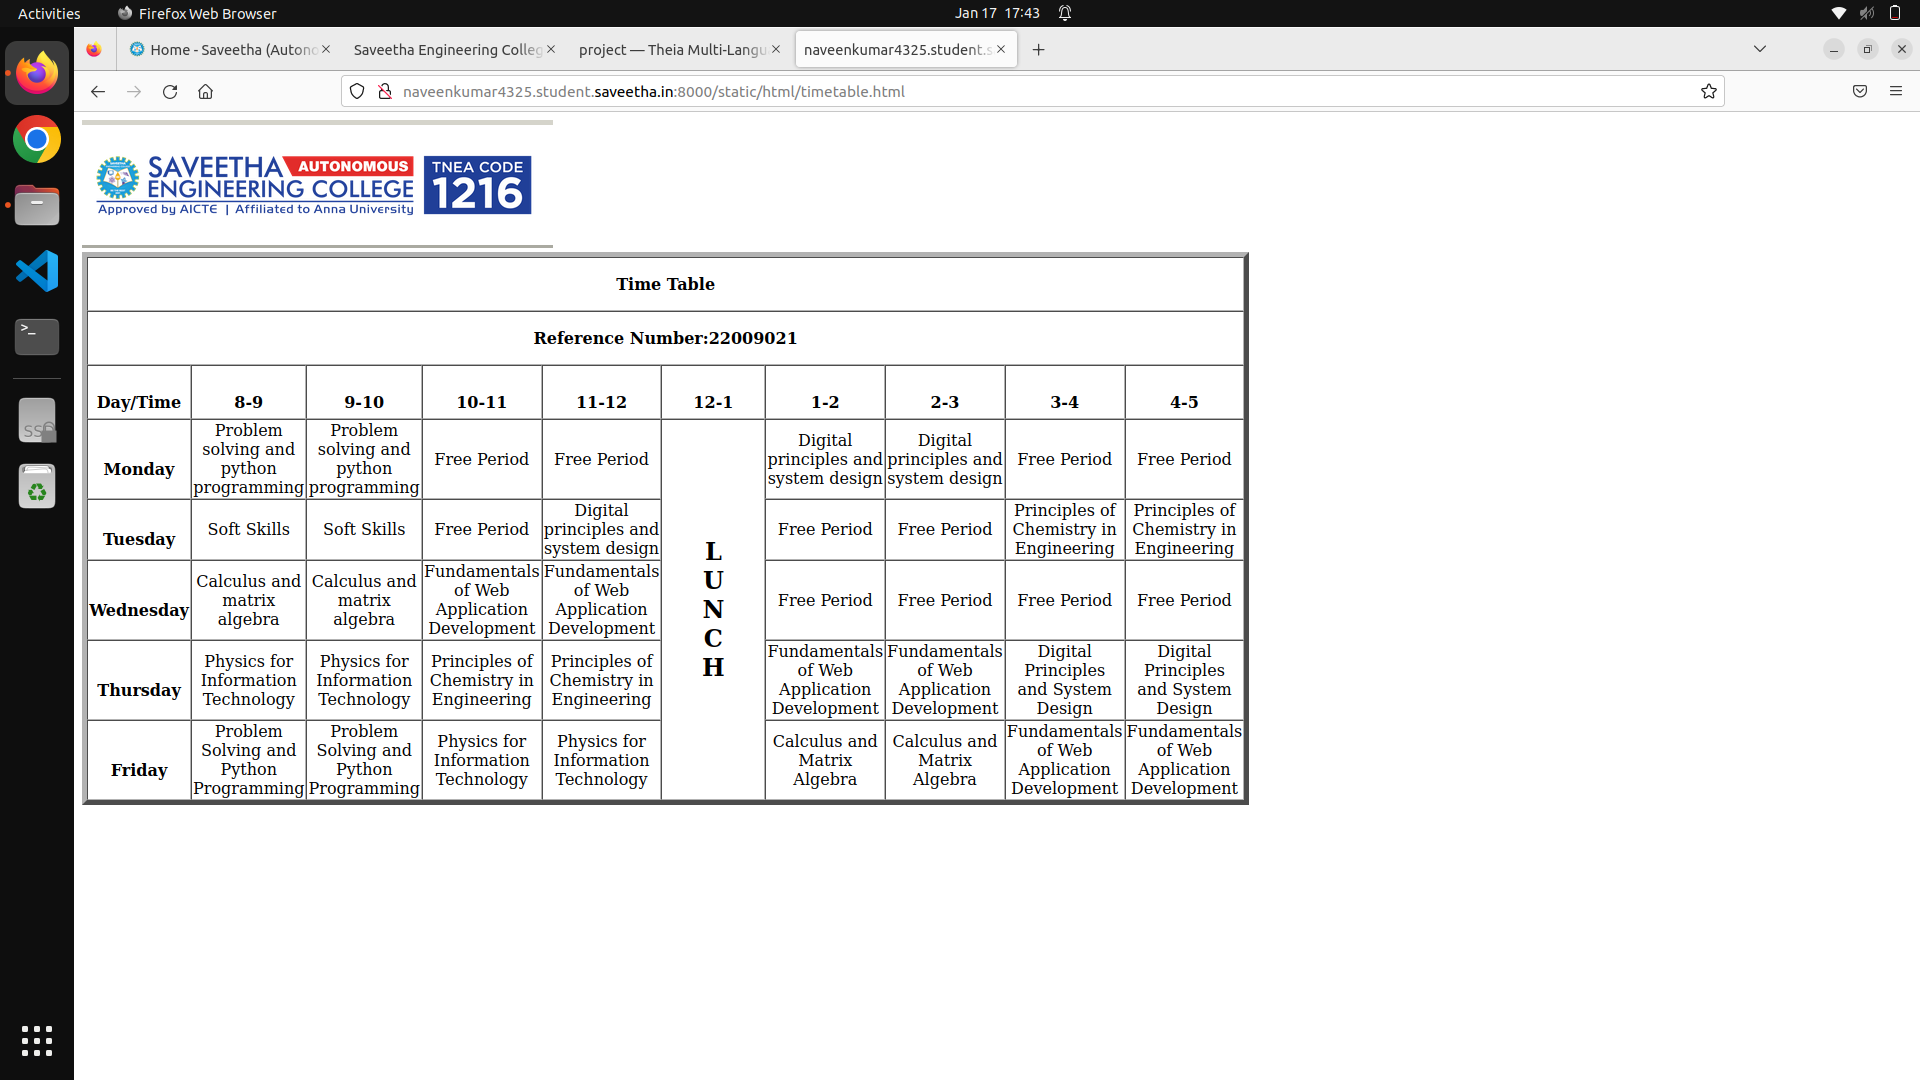 Activities
Firefox Web Browser
Jan 17 17:43
Home - Saveetha (Autono
Saveetha Engineering Colleg
project — Theia Multi-Langu
naveenkumar4325.student.s
naveenkumar4325.student.saveetha.in:8000/static/html/timetable.html
SAVEETHA AUTONOMOUS
ENGINEERING COLLEGE
Approved by AICTE | Affiliated to Anna University
TNEA CODE
1216
Time Table
Reference Number:22009021
Day/Time 8-9 9-10 10-11 11-12 12-1 1-2 2-3 3-4 4-5
Monday
Problem
solving and
python
programming
Problem
solving and
python
programming
Free Period
Free Period
Digital
principles and
system design
Digital
principles and
system design
Free Period
Free Period
Tuesday
Soft Skills
Soft Skills
Free Period
Digital
principles and
system design
Free Period
Free Period
Principles of
Chemistry in
Engineering
Principles of
Chemistry in
Engineering
Wednesday
Calculus and
matrix
algebra
Calculus and
matrix
algebra
Fundamentals
of Web
Application
Development
Fundamentals
of Web
Application
Development
L
U
N
C
H
Free Period
Free Period
Free Period
Free Period
Thursday
Physics for
Information
Technology
Physics for
Information
Technology
Principles of
Chemistry in
Engineering
Principles of
Chemistry in
Engineering
Fundamentals
of Web
Application
Development
Fundamentals
of Web
Application
Development
Digital
Principles
and System
Design
Digital
Principles
and System
Design
Friday
Problem
Solving and
Python
Programming
Problem
Solving and
Python
Programming
Physics for
Information
Technology
Physics for
Information
Technology
Calculus and
Matrix
Algebra
Calculus and
Matrix
Algebra
Fundamentals
of Web
Application
Development
Fundamentals
of Web
Application
Development